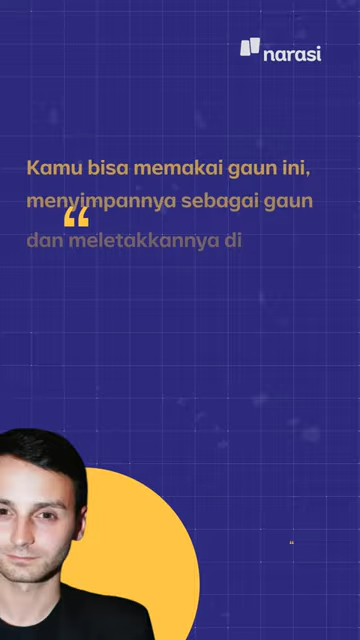 narasi
Kamu bisa memakai gaun ini,
menyimpannya sebagai gaun
“
dan meletakkannya di